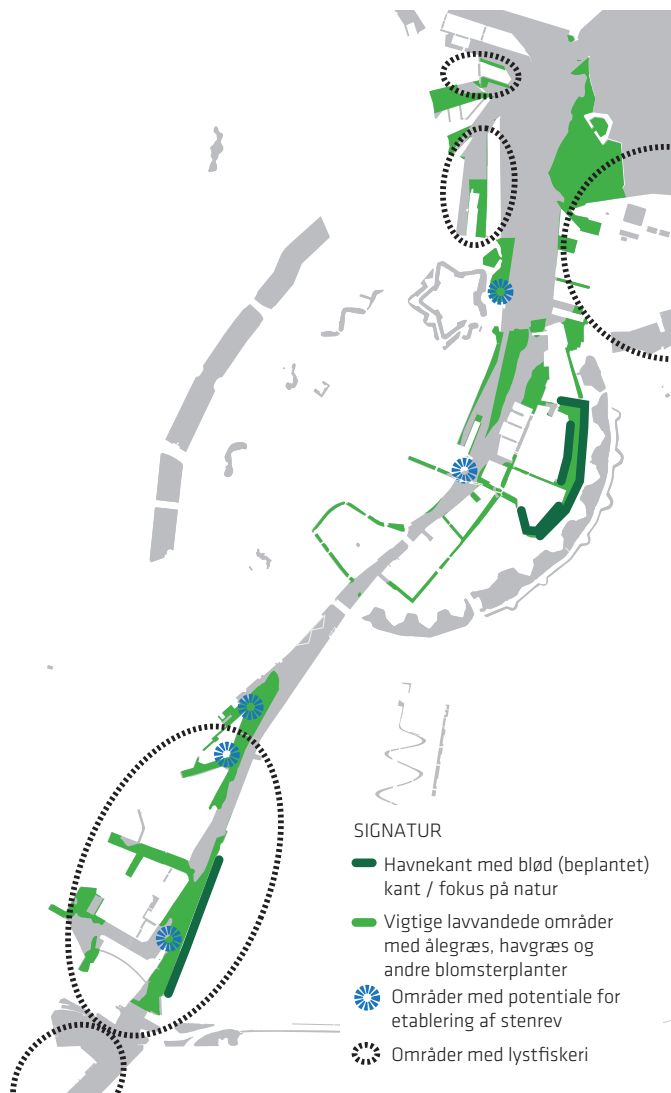 SIGNATUR
Havnekant med blød (beplantet)
kant / fokus på natur
Vigtige lavvandede områder
med ålegræs, havgræs og
andre blomsterplanter
Områder med potentiale for
etablering af stenrev
Områder med lystfiskeri